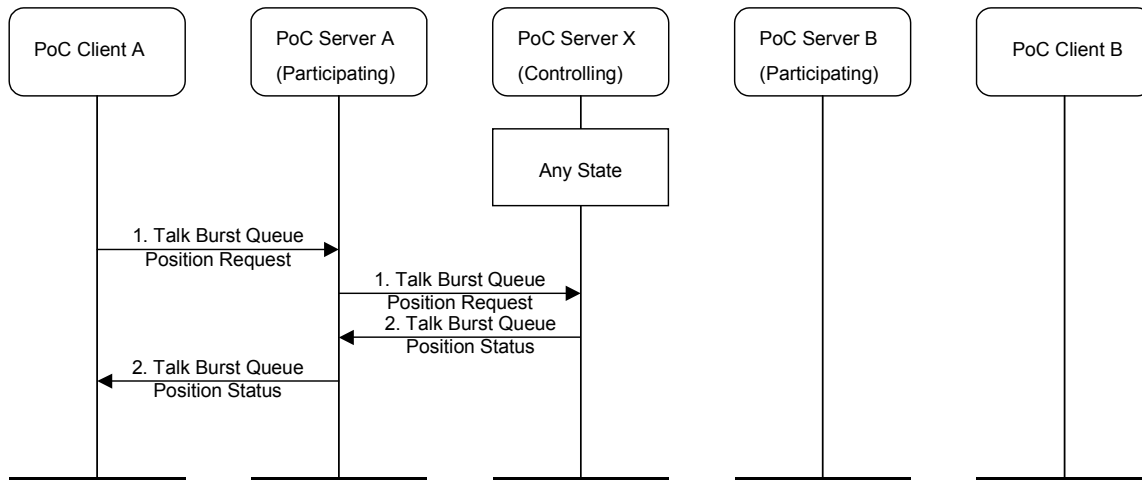 PoC Client A
PoC Server A
(Participating)
PoC Server X
(Controlling)
PoC Server B
(Participating)
PoC Client B
Any State
1. Talk Burst Queue
Position Request
1. Talk Burst Queue
Position Request
2. Talk Burst Queue
Position Status
2. Talk Burst Queue
Position Status